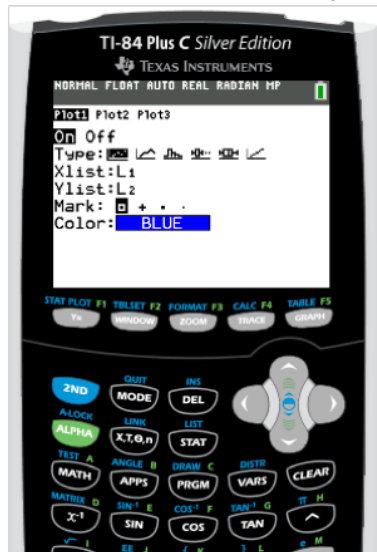 TI-84 Plus C Silver Edition
TEXAS INSTRUMENTS
NORMAL FLOAT AUTO REAL RADIAN MP
Plot1 Plot2 Plot3
On Off
Type:
Xlist:L1
Ylist:L2
Mark:
Color: BLUE
STAT PLOT F1 TBLSET F2 FORMAT F3 CALC F4 TABLE F5
Y= WINDOW ZOOM TRACE GRAPH
QUIT INS
2ND MODE DEL
A-LOCK LINK LIST
ALPHA X,T,θ,n STAT
TEST A ANGLE B DRAW C DISTR
MATH APPS PRGM VARS CLEAR
MATRIX D SIN⁻¹ E COS⁻¹ F TAN⁻¹ G π H
x⁻¹ SIN COS TAN ^
√ I EE J { K } L e M